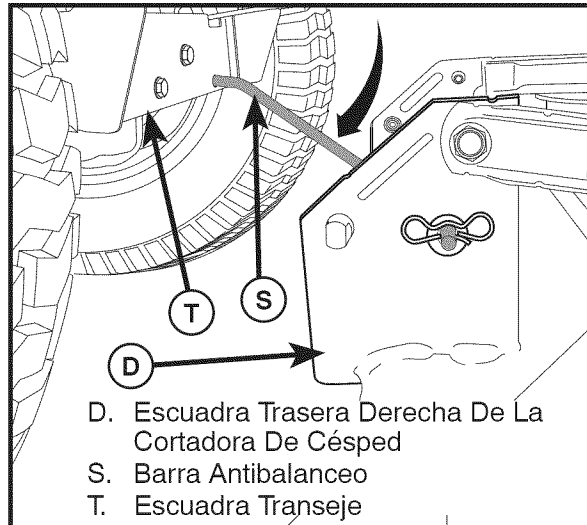 T
S
D
D. Escuadra Trasera Derecha De La
Cortadora De Césped
S. Barra Antibalanceo
T. Escuadra Transeje